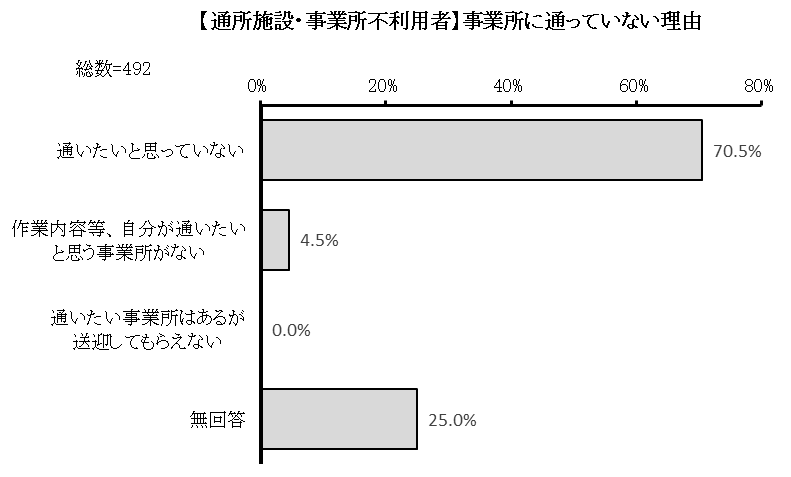 【通所施設・事業所不利用者】事業所に通っていない理由
総数=492
0%
20%
40%
60%
80%
通いたいと思っていない
70.5%
作業内容等、自分が通いたい
と思う事業所がない
4.5%
通いたい事業所はあるが
送迎してもらえない
0.0%
無回答
25.0%